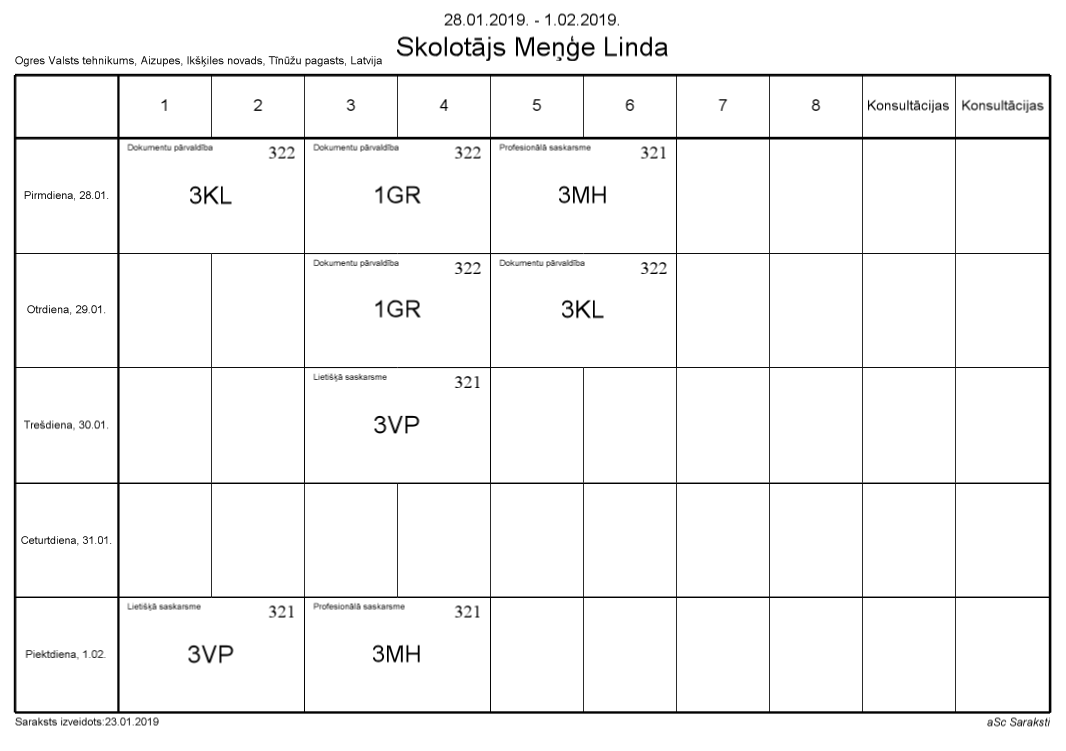 28.01.2019. - 1.02.2019.
Skolotājs Meņģe Linda
Ogres Valsts tehnikums, Aizupes, Ikšķiles novads, Tīnūžu pagasts, Latvija
1 2 3 4 5 6 7 8 Konsultācijas Konsultācijas
Dokumentu pārvaldība 322 Dokumentu pārvaldība 322 Profesionālā saskarsme 321
Pirmdiena, 28.01. 3KL 1GR 3MH
Dokumentu pārvaldība 322 Dokumentu pārvaldība 322
Otrdiena, 29.01. 1GR 3KL
Lietišķā saskarsme 321
Trešdiena, 30.01. 3VP
Ceturtdiena, 31.01.
Lietišķā saskarsme 321 Profesionālā saskarsme 321
Piektdiena, 1.02. 3VP 3MH
Saraksts izveidots:23.01.2019 aSc Saraksti